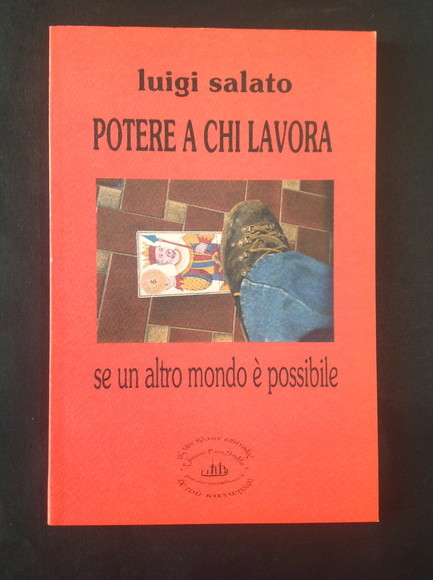 luigi salato
POTERE A CHI LAVORA
se un altro mondo è possibile